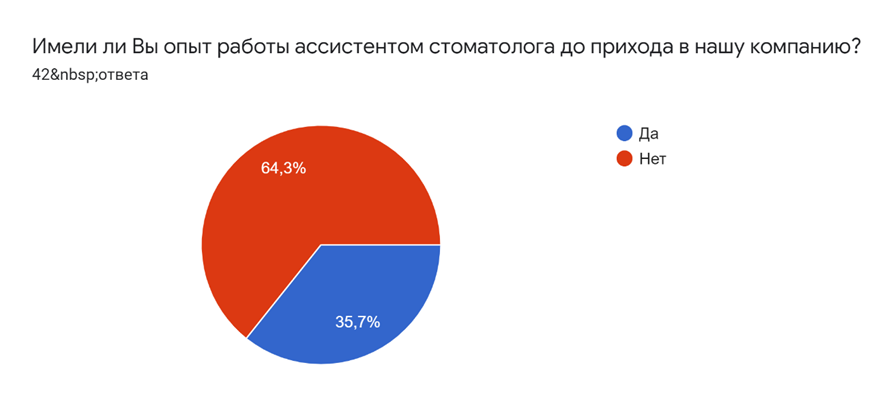 Имели ли Вы опыт работы ассистентом стоматолога до прихода в нашу компанию?
42&nbsp;ответа
Да
Нет
64,3%
35,7%